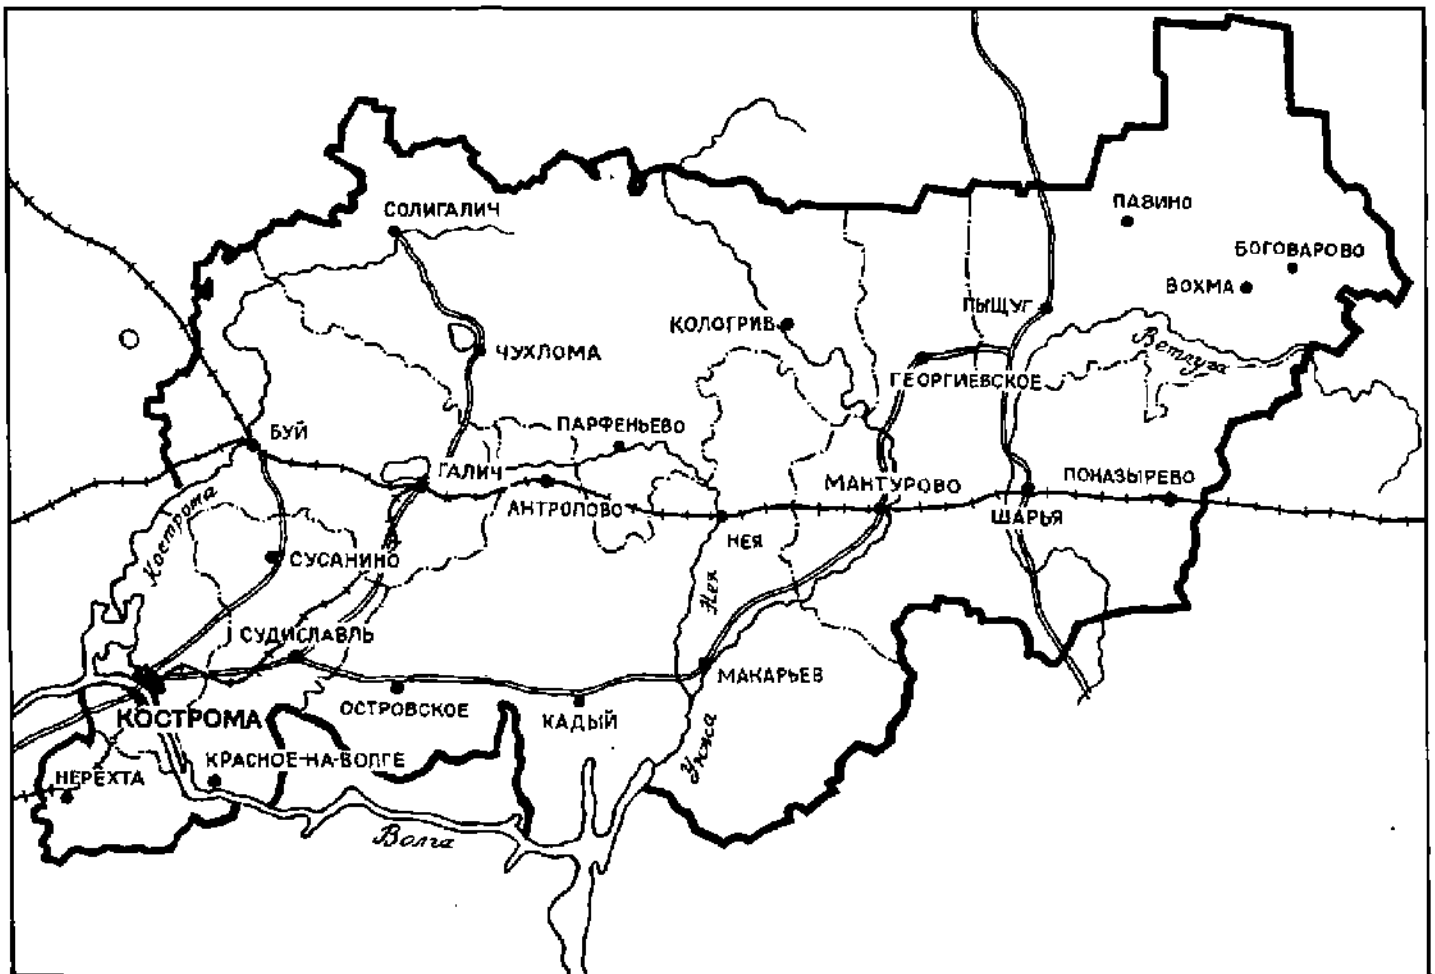 СОЛИГАЛИЧ
ПАВИНО
БОГОВАРОВО
ВОХМА
ПЫЩУГ
КОЛОГРИВ
ЧУХЛОМА
Ветлуга
ГЕОРГИЕВСКОЕ
БУЙ
ПАРФЕНЬЕВО
ГАЛИЧ
АНТРОПОВО
МАНТУРОВО
ПОНАЗЫРЕВО
ШАРЬЯ
Кострома
СУСАНИНО
НЕЯ
Нея
СУДИСЛАВЛЬ
МАКАРЬЕВ
ОСТРОВСКОЕ
КАДЫЙ
КОСТРОМА
Унжа
КРАСНОЕ-НА-ВОЛГЕ
НЕРЕХТА
Волга